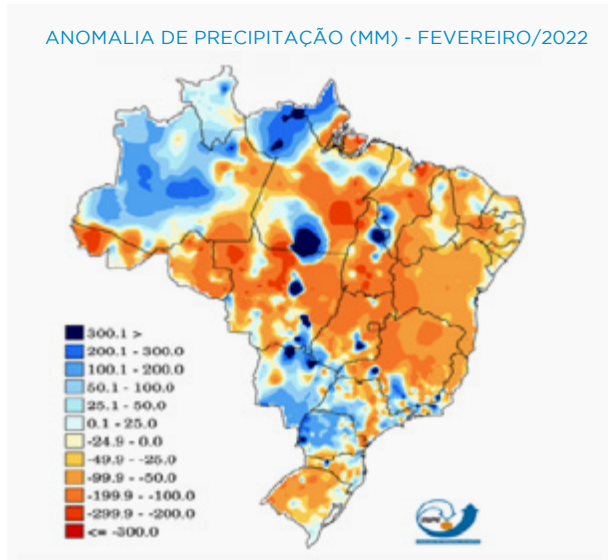 ANOMALIA DE PRECIPITAÇÃO (MM) - FEVEREIRO/2022
300.1 >
200.1 - 300.0
100.1 - 200.0
50.1 - 100.0
25.1 - 50.0
0.1 - 25.0
-24.9 - 0.0
-49.9 - -25.0
-99.9 - -50.0
-199.9 - -100.0
-299.9 - -200.0
<= -300.0